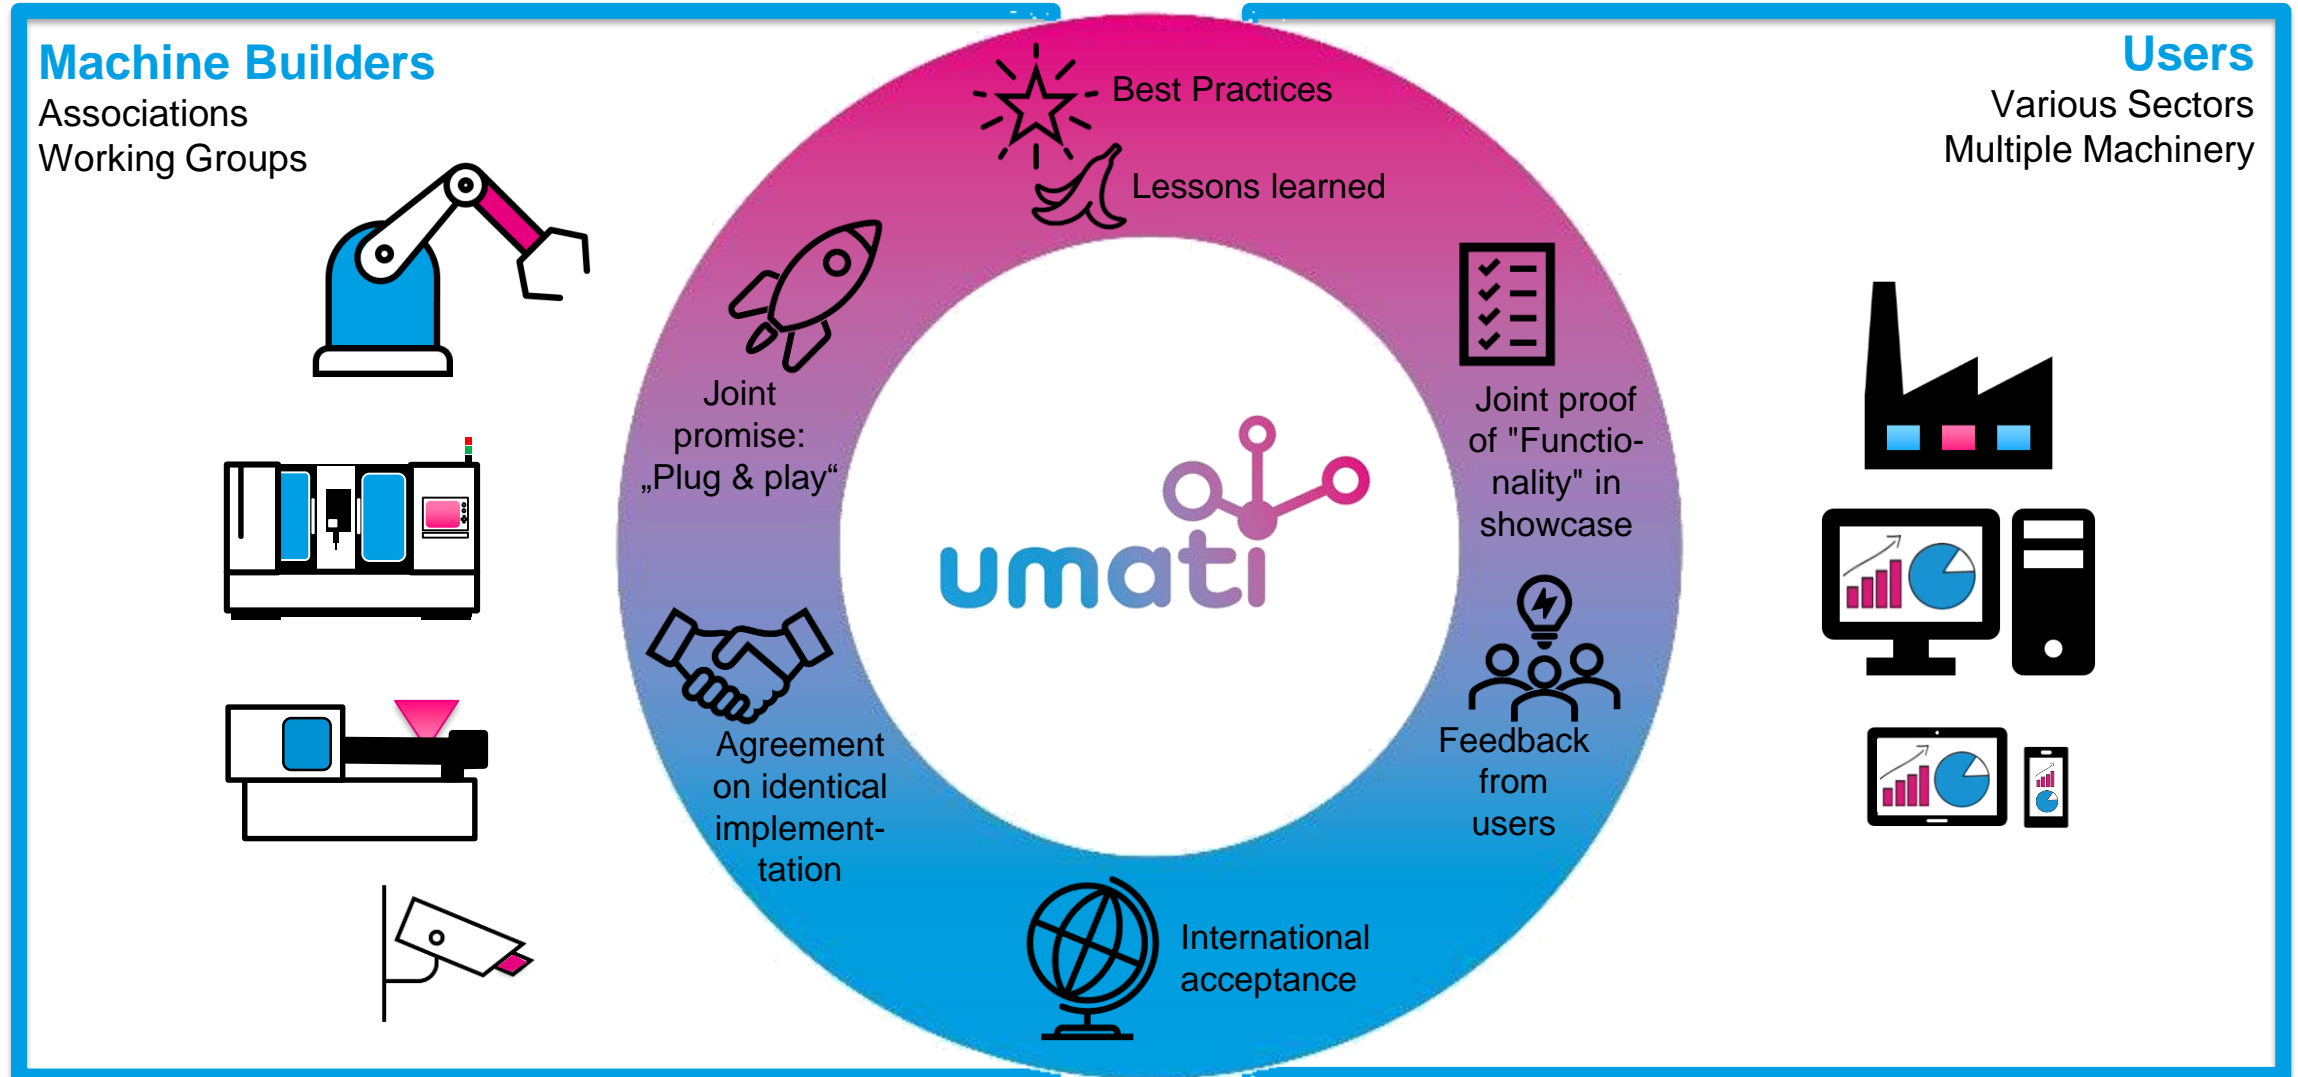 Machine Builders
Associations
Working Groups
Users
Various Sectors
Multiple Machinery
Best Practices
Lessons learned
Joint
promise:
„Plug & play“
Joint proof
of "Functio-
nality" in
showcase
umati
Agreement
on identical
implement-
tation
Feedback
from
users
International
acceptance